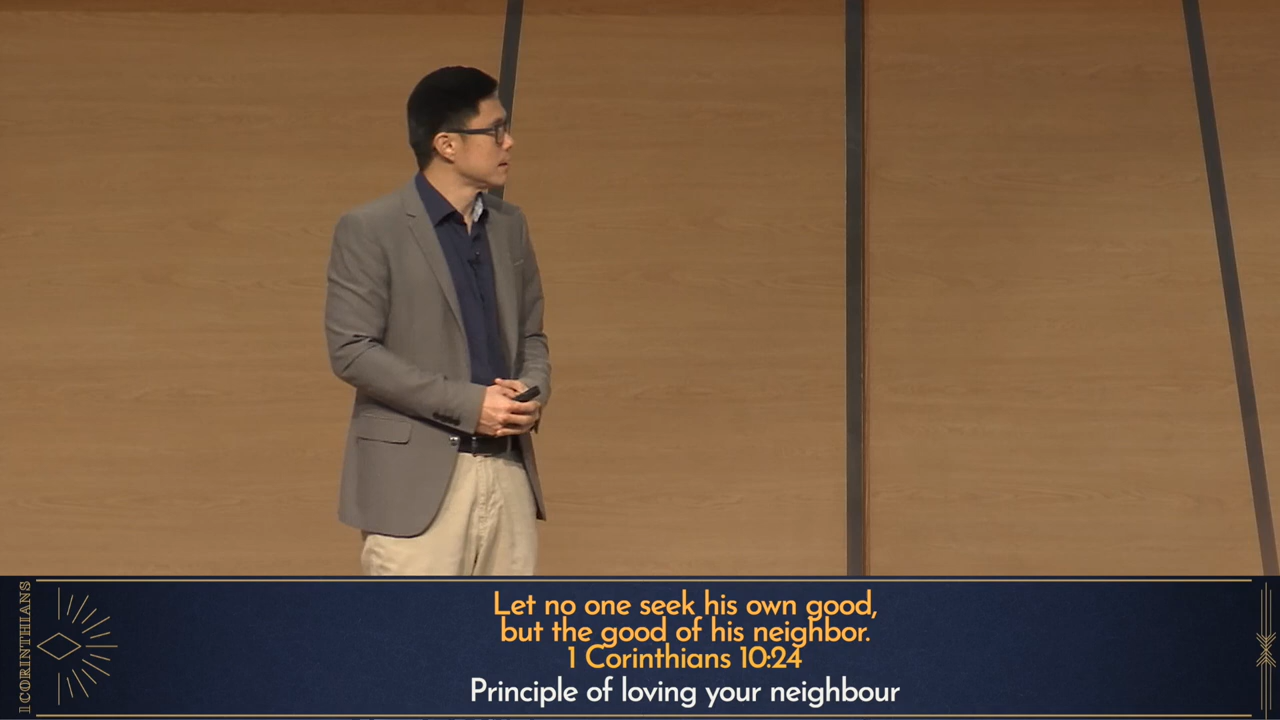 1 CORINTHIANS
Let no one seek his own good,
but the good of his neighbor.
1 Corinthians 10:24
Principle of loving your neighbour